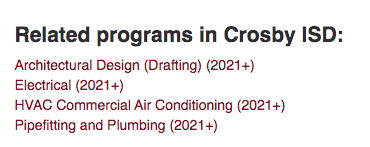 Related programs in Crosby ISD:
Architectural Design (Drafting) (2021+)
Electrical (2021+)
HVAC Commercial Air Conditioning (2021+)
Pipefitting and Plumbing (2021+)